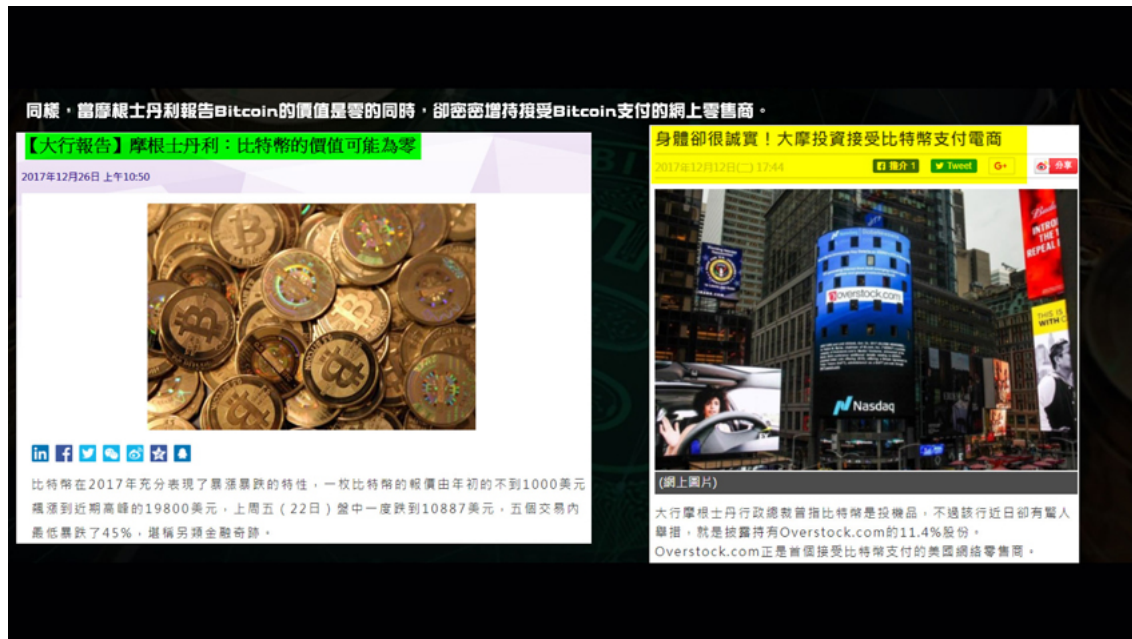 同樣，當摩根士丹利報告Bitcoin的價值是零的同時，卻密密增持接受Bitcoin支付的網上零售商。
【大行報告】摩根士丹利：比特幣的價值可能為零
2017年12月26日 上午10:50
比特幣在2017年充分表現了暴漲暴跌的特性，一枚比特幣的報價由年初的不到1000美元
飆漲到近期高峰的19800美元，上周五（22日）盤中一度跌到10887美元，五個交易內
最低暴跌了45%，堪稱另類金融奇跡。
身體卻很誠實！大摩投資接受比特幣支付電商
2017年12月12日(二) 17:44
推介 1
Tweet
G+
分享
overstock.com
Nasdaq
THIS IS
WITH
(網上圖片)
大行摩根士丹行政總裁曾指比特幣是投機品，不過該行近日卻有驚人
舉措，就是披露持有Overstock.com的11.4%股份。
Overstock.com正是首個接受比特幣支付的美國網絡零售商。